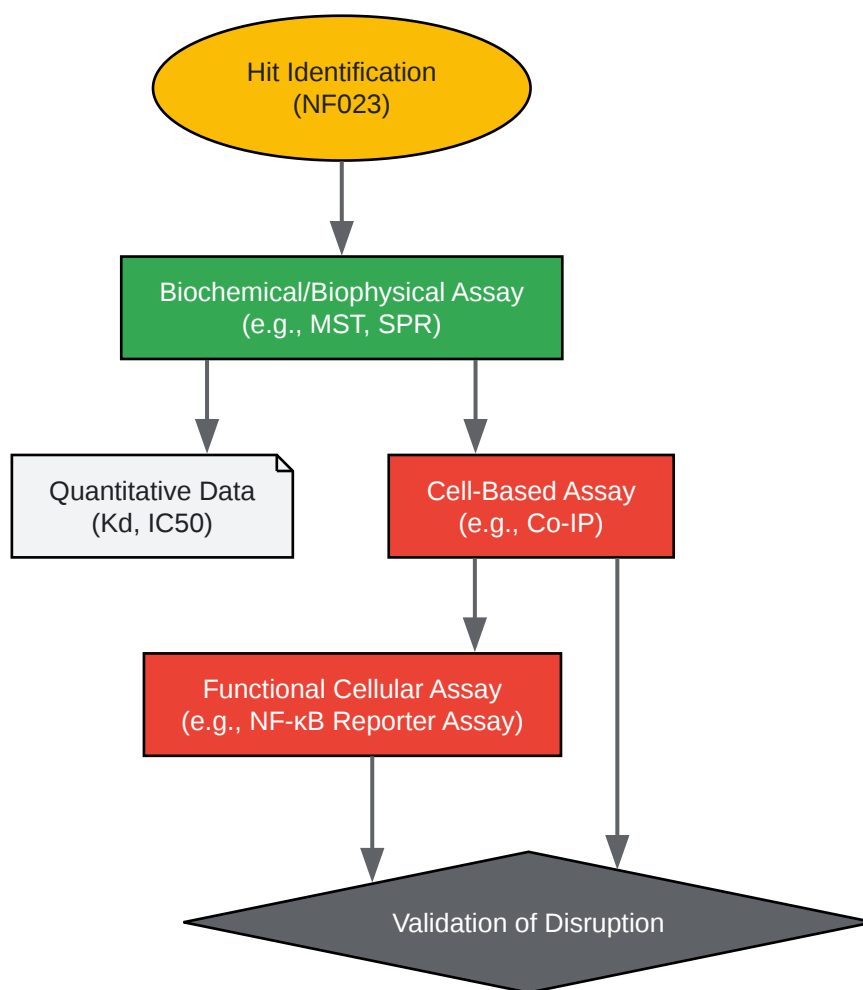 Hit Identification
(NF023)
Biochemical/Biophysical Assay
(e.g., MST, SPR)
Quantitative Data
(Kd, IC50)
Cell-Based Assay
(e.g., Co-IP)
Functional Cellular Assay
(e.g., NF-κB Reporter Assay)
Validation of Disruption